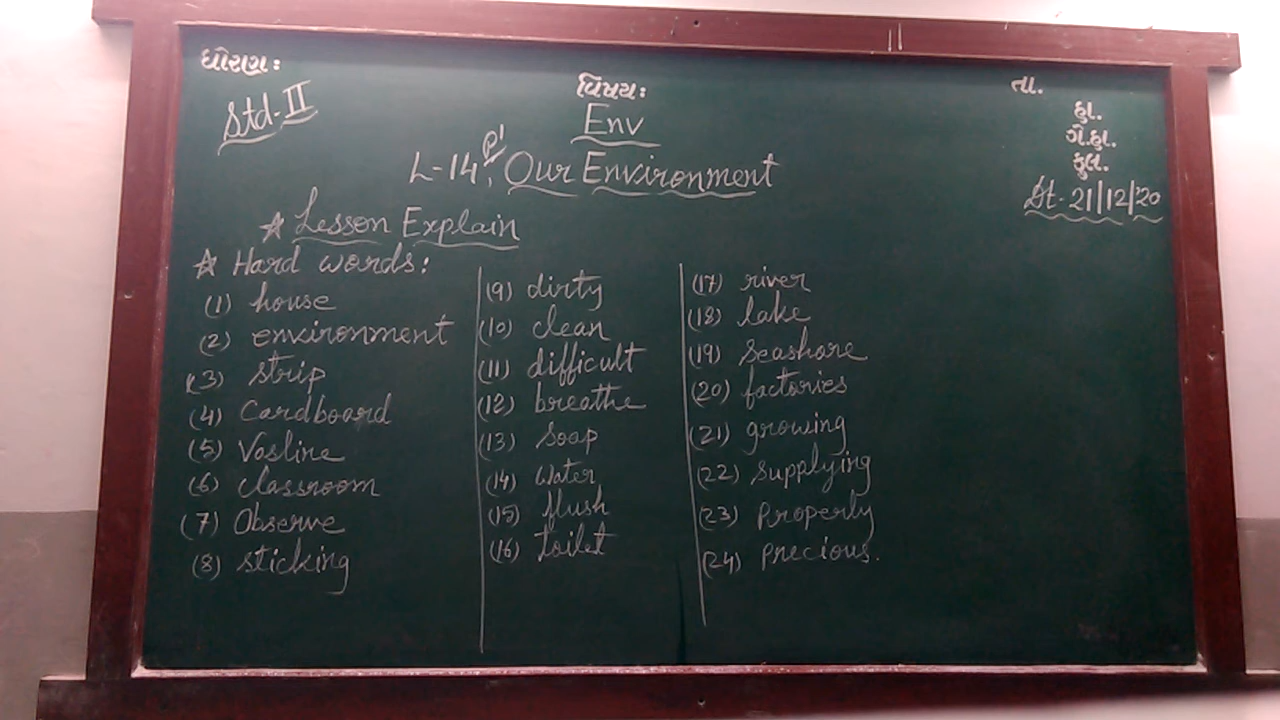 ધોરણ:
Std-II
વિષય:
Env
તા.
હા.
ગે.હા.
કુલ.
Dt-21/12/20
L-14, P1 Our Environment
☆ Lesson Explain
☆ Hard words:
(1) house
(2) environment
(3) strip
(4) Cardboard
(5) Vasline
(6) classroom
(7) Observe
(8) sticking
(9) dirty
(10) clean
(11) difficult
(12) breathe
(13) Soap
(14) Water
(15) flush
(16) toilet
(17) river
(18) lake
(19) Seashore
(20) factories
(21) growing
(22) supplying
(23) Properly
(24) precious.